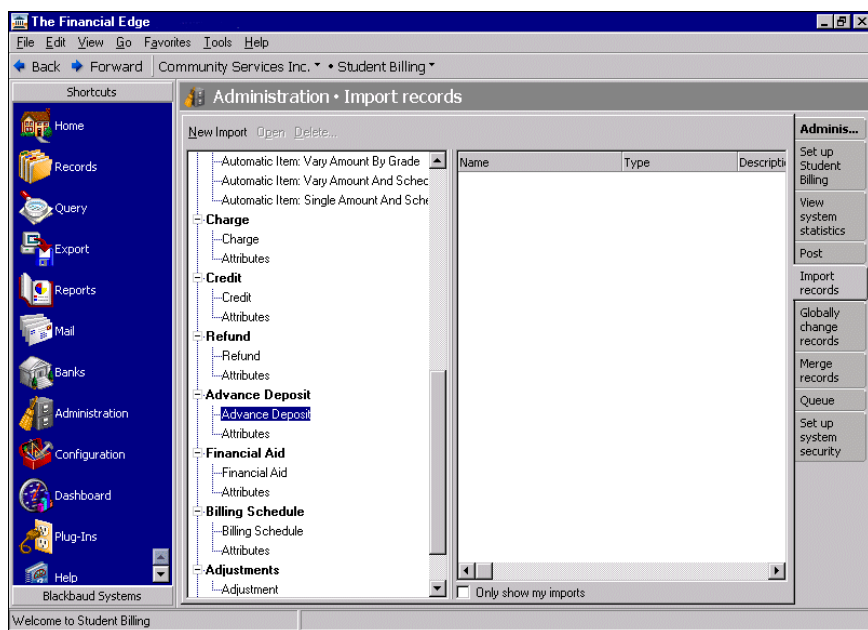 The Financial Edge
File Edit View Go Favorites Tools Help
Back Forward Community Services Inc. • Student Billing
Shortcuts
Home
Records
Query
Export
Reports
Mail
Banks
Administration
Configuration
Dashboard
Plug-Ins
Help
Blackbaud Systems
Administration • Import records
New Import Open Delete...
Automatic Item: Vary Amount By Grade
Automatic Item: Vary Amount And Sched
Automatic Item: Single Amount And Sche
Charge
Charge
Attributes
Credit
Credit
Attributes
Refund
Refund
Attributes
Advance Deposit
Advance Deposit
Attributes
Financial Aid
Financial Aid
Attributes
Billing Schedule
Billing Schedule
Attributes
Adjustments
Adjustment
Name Type Descripti
Only show my imports
Adminis...
Set up
Student
Billing
View
system
statistics
Post
Import
records
Globally
change
records
Merge
records
Queue
Set up
system
security
Welcome to Student Billing